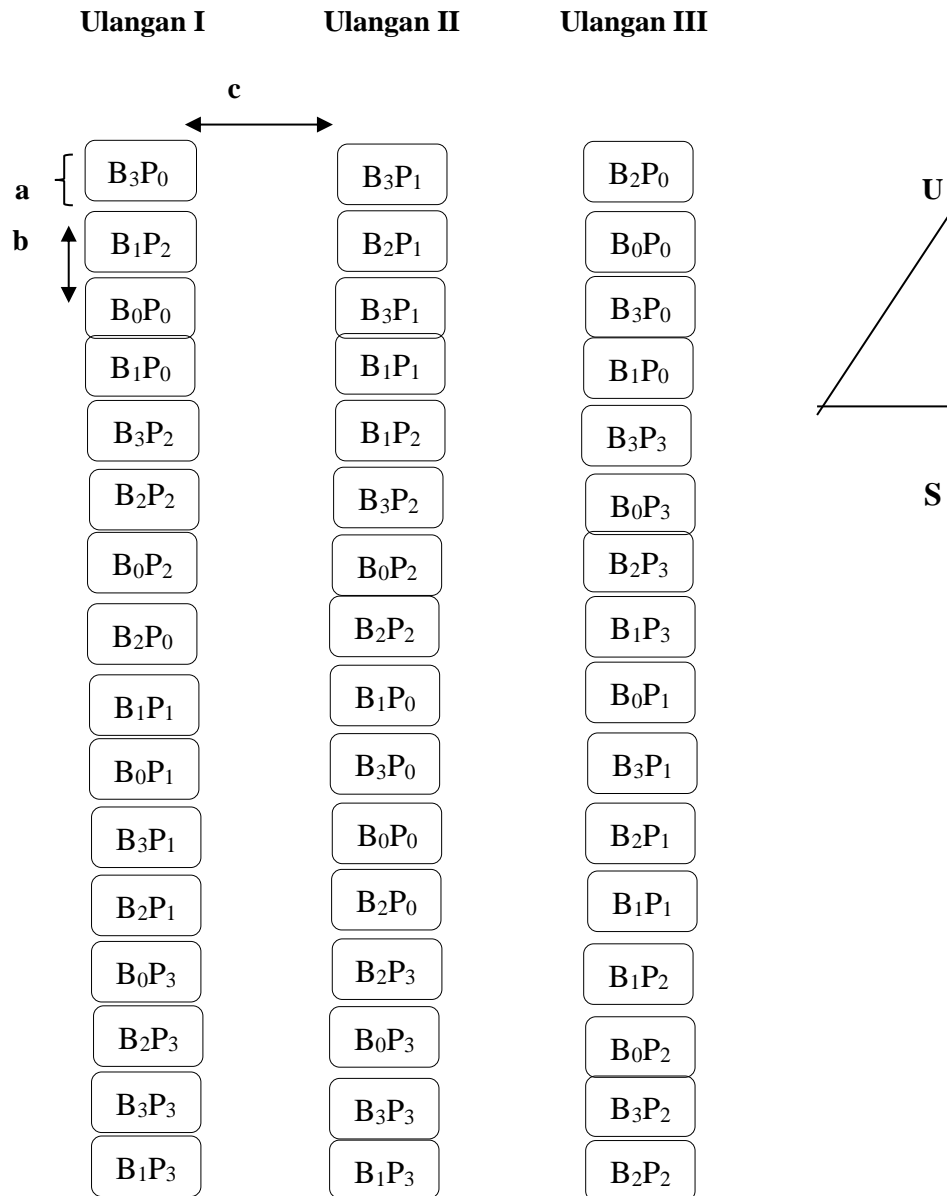 Ulangan I Ulangan II Ulangan III
c
a
b
B₃P₀ B₃P₁ B₂P₀
U
B₁P₂ B₂P₁ B₀P₀
B₀P₀ B₃P₁ B₃P₀
B₁P₀ B₁P₁ B₁P₀
B₃P₂ B₁P₂ B₃P₃
B₂P₂ B₃P₂ B₀P₃
S
B₀P₂ B₀P₂ B₂P₃
B₂P₀ B₂P₂ B₁P₃
B₁P₁ B₁P₀ B₀P₁
B₀P₁ B₃P₀ B₃P₁
B₃P₁ B₀P₀ B₂P₁
B₂P₁ B₂P₀ B₁P₁
B₀P₃ B₂P₃ B₁P₂
B₂P₃ B₀P₃ B₀P₂
B₃P₃ B₃P₃ B₃P₂
B₁P₃ B₁P₃ B₂P₂